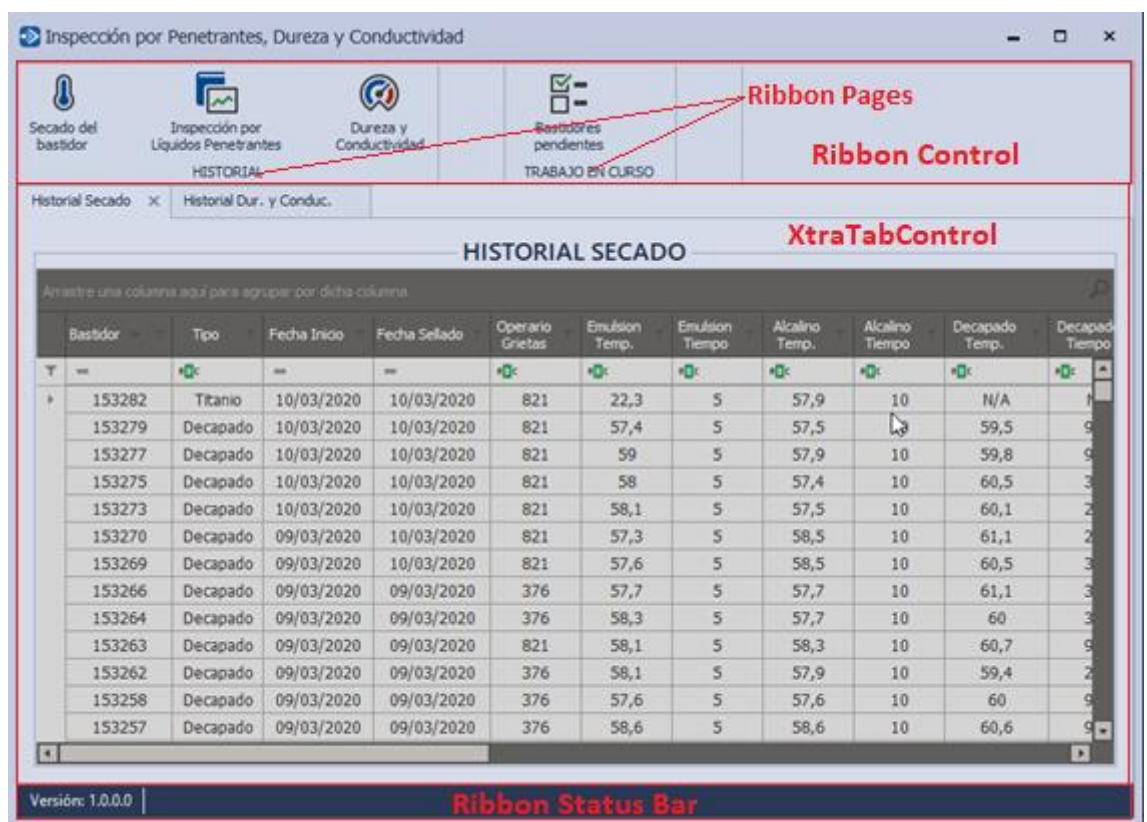 Inspección por Penetrantes, Dureza y Conductividad
Secado del bastidor
Inspección por Líquidos Penetrantes
Dureza y Conductividad
HISTORIAL
Bastidores pendientes
TRABAJO EN CURSO
Ribbon Pages
Ribbon Control
Historial Secado
Historial Dur. y Conduc.
XtraTabControl
HISTORIAL SECADO
Arrastre una columna aquí para agrupar por dicha columna
Bastidor Tipo Fecha Inicio Fecha Sellado Operario Grietas Emulsion Temp. Emulsion Tiempo Alcalino Temp. Alcalino Tiempo Decapado Temp. Decapad Tiempo
153282 Titanio 10/03/2020 10/03/2020 821 22,3 5 57,9 10 N/A
153279 Decapado 10/03/2020 10/03/2020 821 57,4 5 57,5 59,5 9
153277 Decapado 10/03/2020 10/03/2020 821 59 5 57,9 10 59,8 9
153275 Decapado 10/03/2020 10/03/2020 821 58 5 57,4 10 60,5 3
153273 Decapado 10/03/2020 10/03/2020 821 58,1 5 57,5 10 60,1 2
153270 Decapado 09/03/2020 10/03/2020 821 57,3 5 58,5 10 61,1 2
153269 Decapado 09/03/2020 10/03/2020 821 57,6 5 58,5 10 60,5 3
153266 Decapado 09/03/2020 09/03/2020 376 57,7 5 57,7 10 61,1 3
153264 Decapado 09/03/2020 09/03/2020 376 58,3 5 57,7 10 60 3
153263 Decapado 09/03/2020 09/03/2020 821 58,1 5 58,3 10 60,7 9
153262 Decapado 09/03/2020 09/03/2020 376 58,1 5 57,9 10 59,4 2
153258 Decapado 09/03/2020 09/03/2020 376 57,6 5 57,6 10 60 9
153257 Decapado 09/03/2020 09/03/2020 376 58,6 5 58,6 10 60,6 9
Versión: 1.0.0.0
Ribbon Status Bar